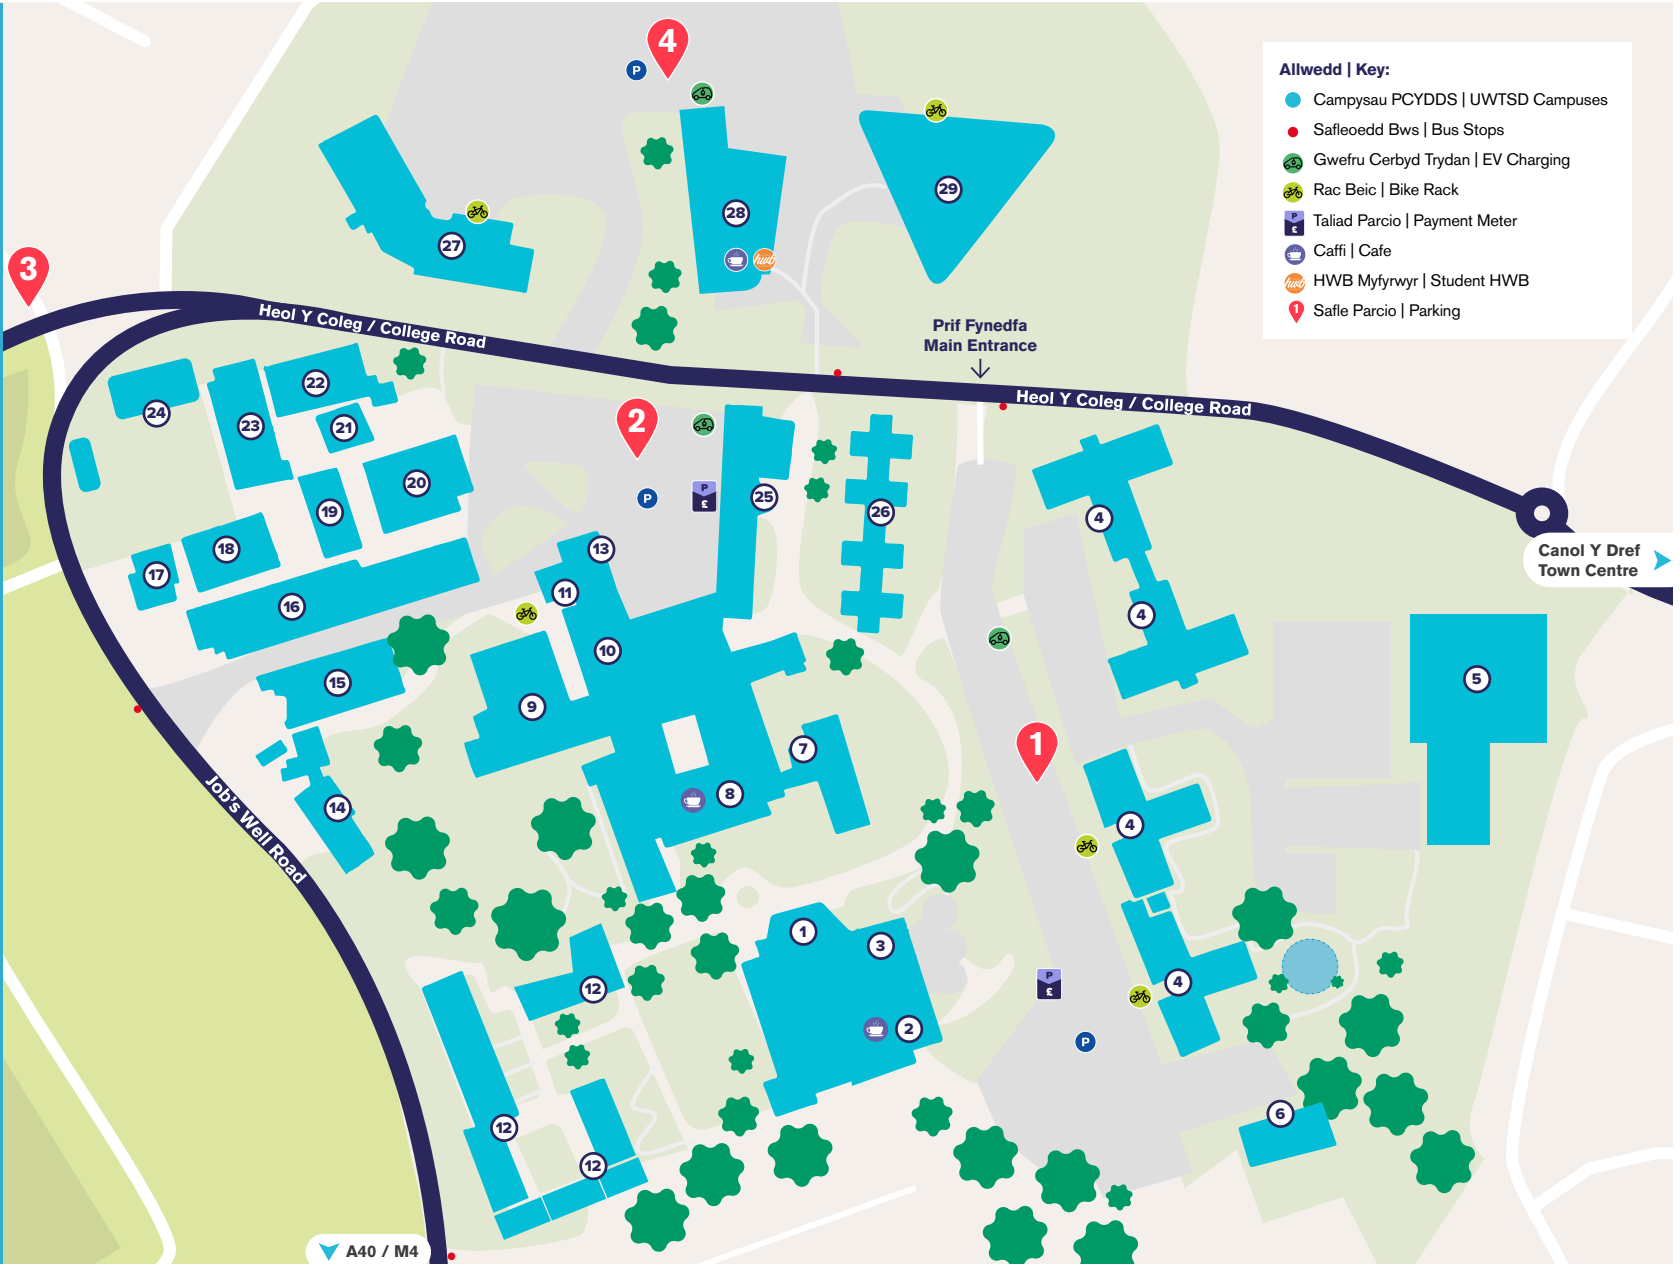 4
P
29
28
hwb
27
3
Allwedd | Key:
Campysau PCYDDS | UWTSD Campuses
Safleoedd Bws | Bus Stops
Gwefru Cerbyd Trydan | EV Charging
Rac Beic | Bike Rack
P £ Taliad Parcio | Payment Meter
Caffi | Cafe
hwb HWB Myfyrwyr | Student HWB
1 Safle Parcio | Parking
Heol Y Coleg / College Road
Prif Fynedfa
Main Entrance
Heol Y Coleg / College Road
24
23
22
21
20
19
18
17
16
2
P
P
£
25
26
4
4
Canol Y Dref
Town Centre
13
11
10
9
15
14
Job's Well Road
7
8
1
5
4
4
1
3
2
P
£
P
12
12
12
6
A40 / M4